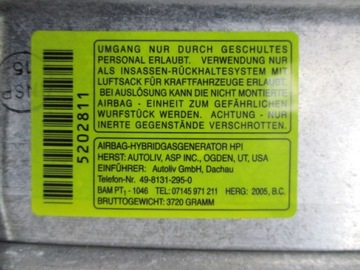 UMGANG NUR DURCH GESCHULTES
PERSONAL ERLAUBT. VERWENDUNG NUR
ALS INSASSEN-RÜCKHALTESYSTEM MIT
LUFTSACK FÜR KRAFTFAHRZEUGE ERLAUBT.
BEI AUSLÖSUNG KANN DIE NICHT MONTIERTE
AIRBAG - EINHEIT ZUM GEFÄHRLICHEN
WURFSTÜCK WERDEN. ACHTUNG - NUR
INERTE GEGENSTÄNDE VERSCHROTTEN.
5202811
AIRBAG-HYBRIDGASGENERATOR HPI
HERST: AUTOLIV, ASP INC., OGDEN, UT, USA
EINFÜHRER: Autoliv GmbH, Dachau
Telefon-Nr. 49-8131-295-0
BAM PT₁ - 1046 TEL: 07145 971 211 HERG: 2005, B.C.
BRUTTOGEWICHT: 3720 GRAMM